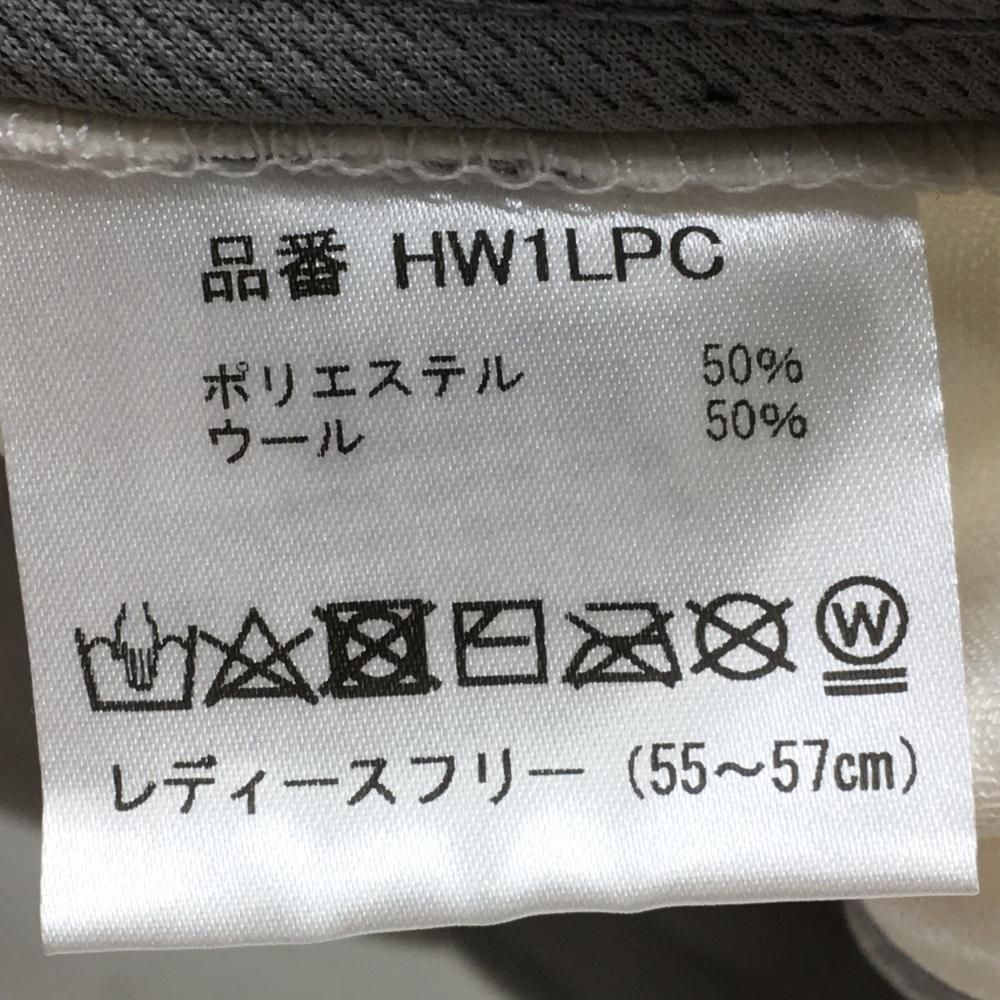 品番 HW1LPC
ポリエステル 50%
ウール 50%
W
レディースフリー (55～57cm)